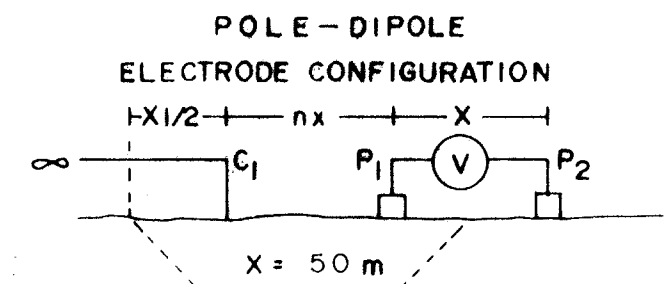 POLE-DIPOLE
ELECTRODE CONFIGURATION
X1/2 nx X
∞ C1 P1 V P2
X = 50 m